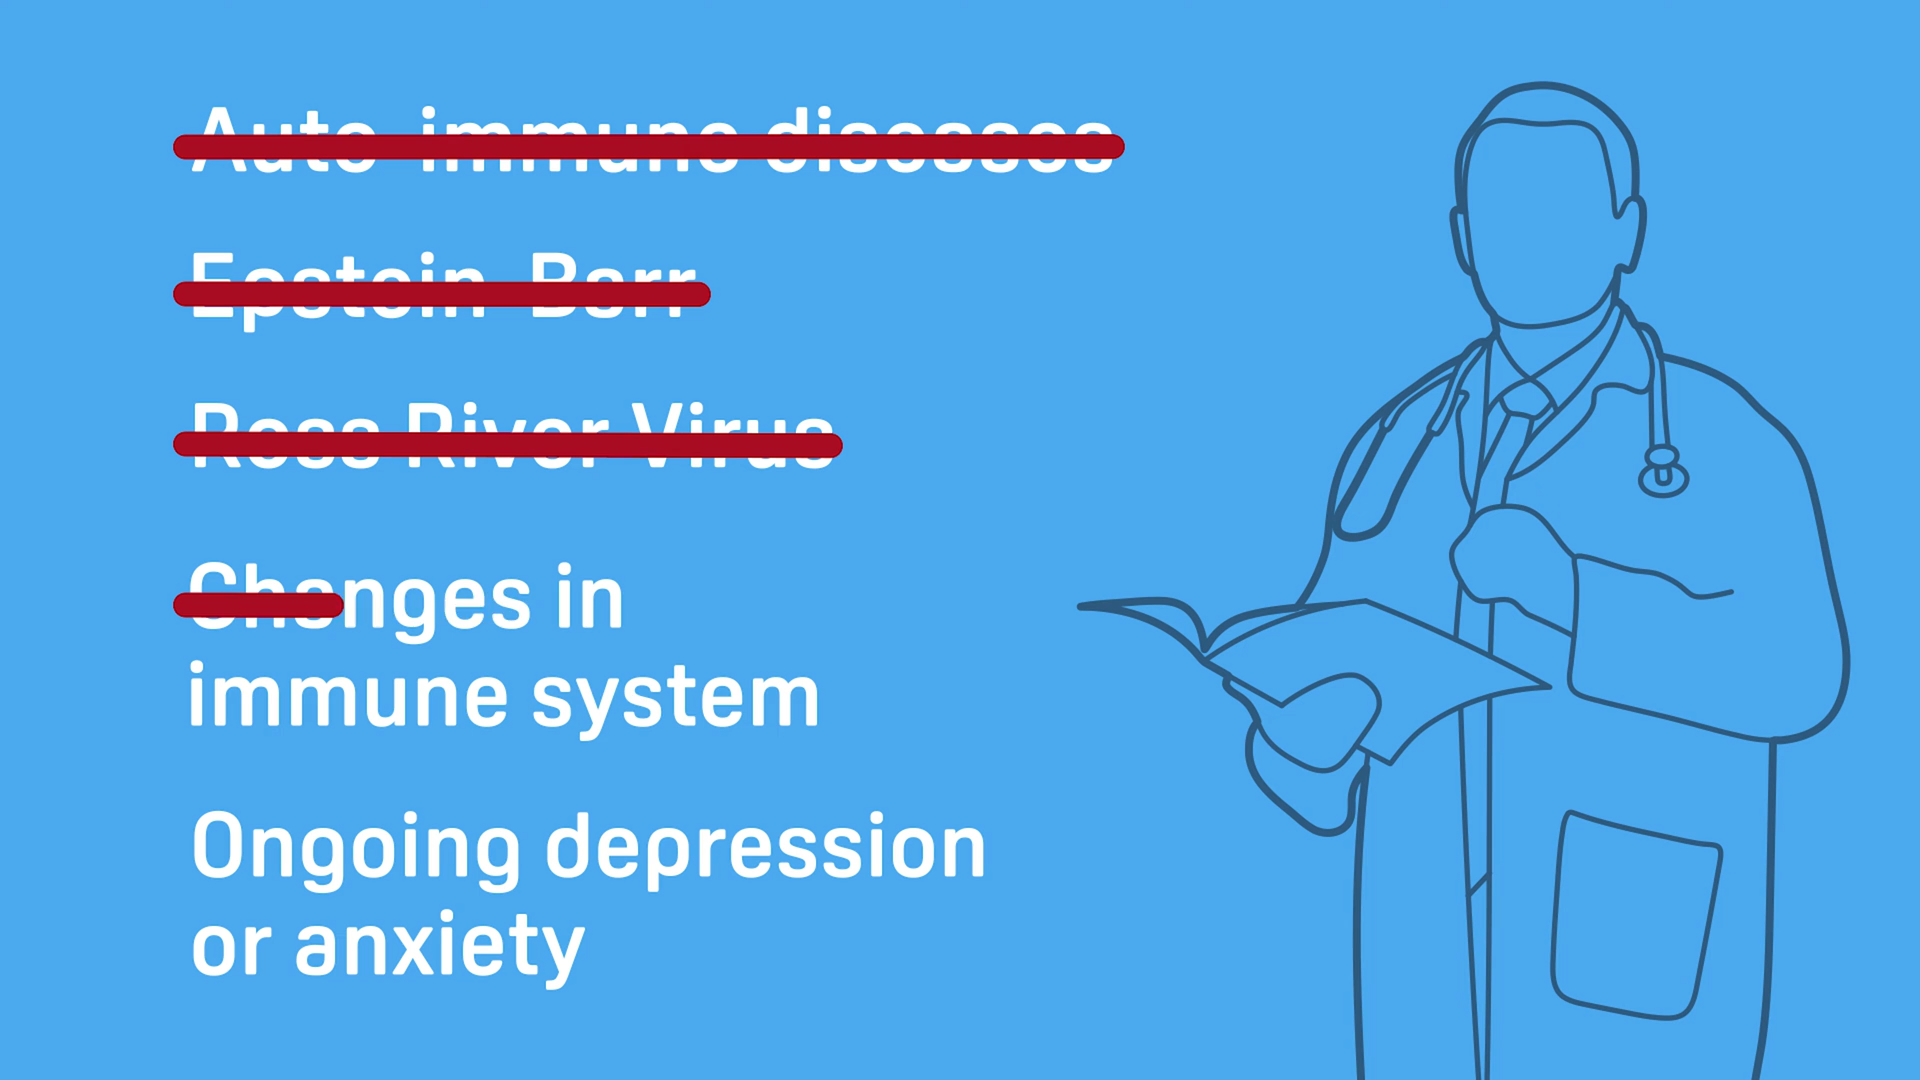 Auto-immune diseases
Epstein-Barr
Ross River Virus
Changes in
immune system
Ongoing depression
or anxiety